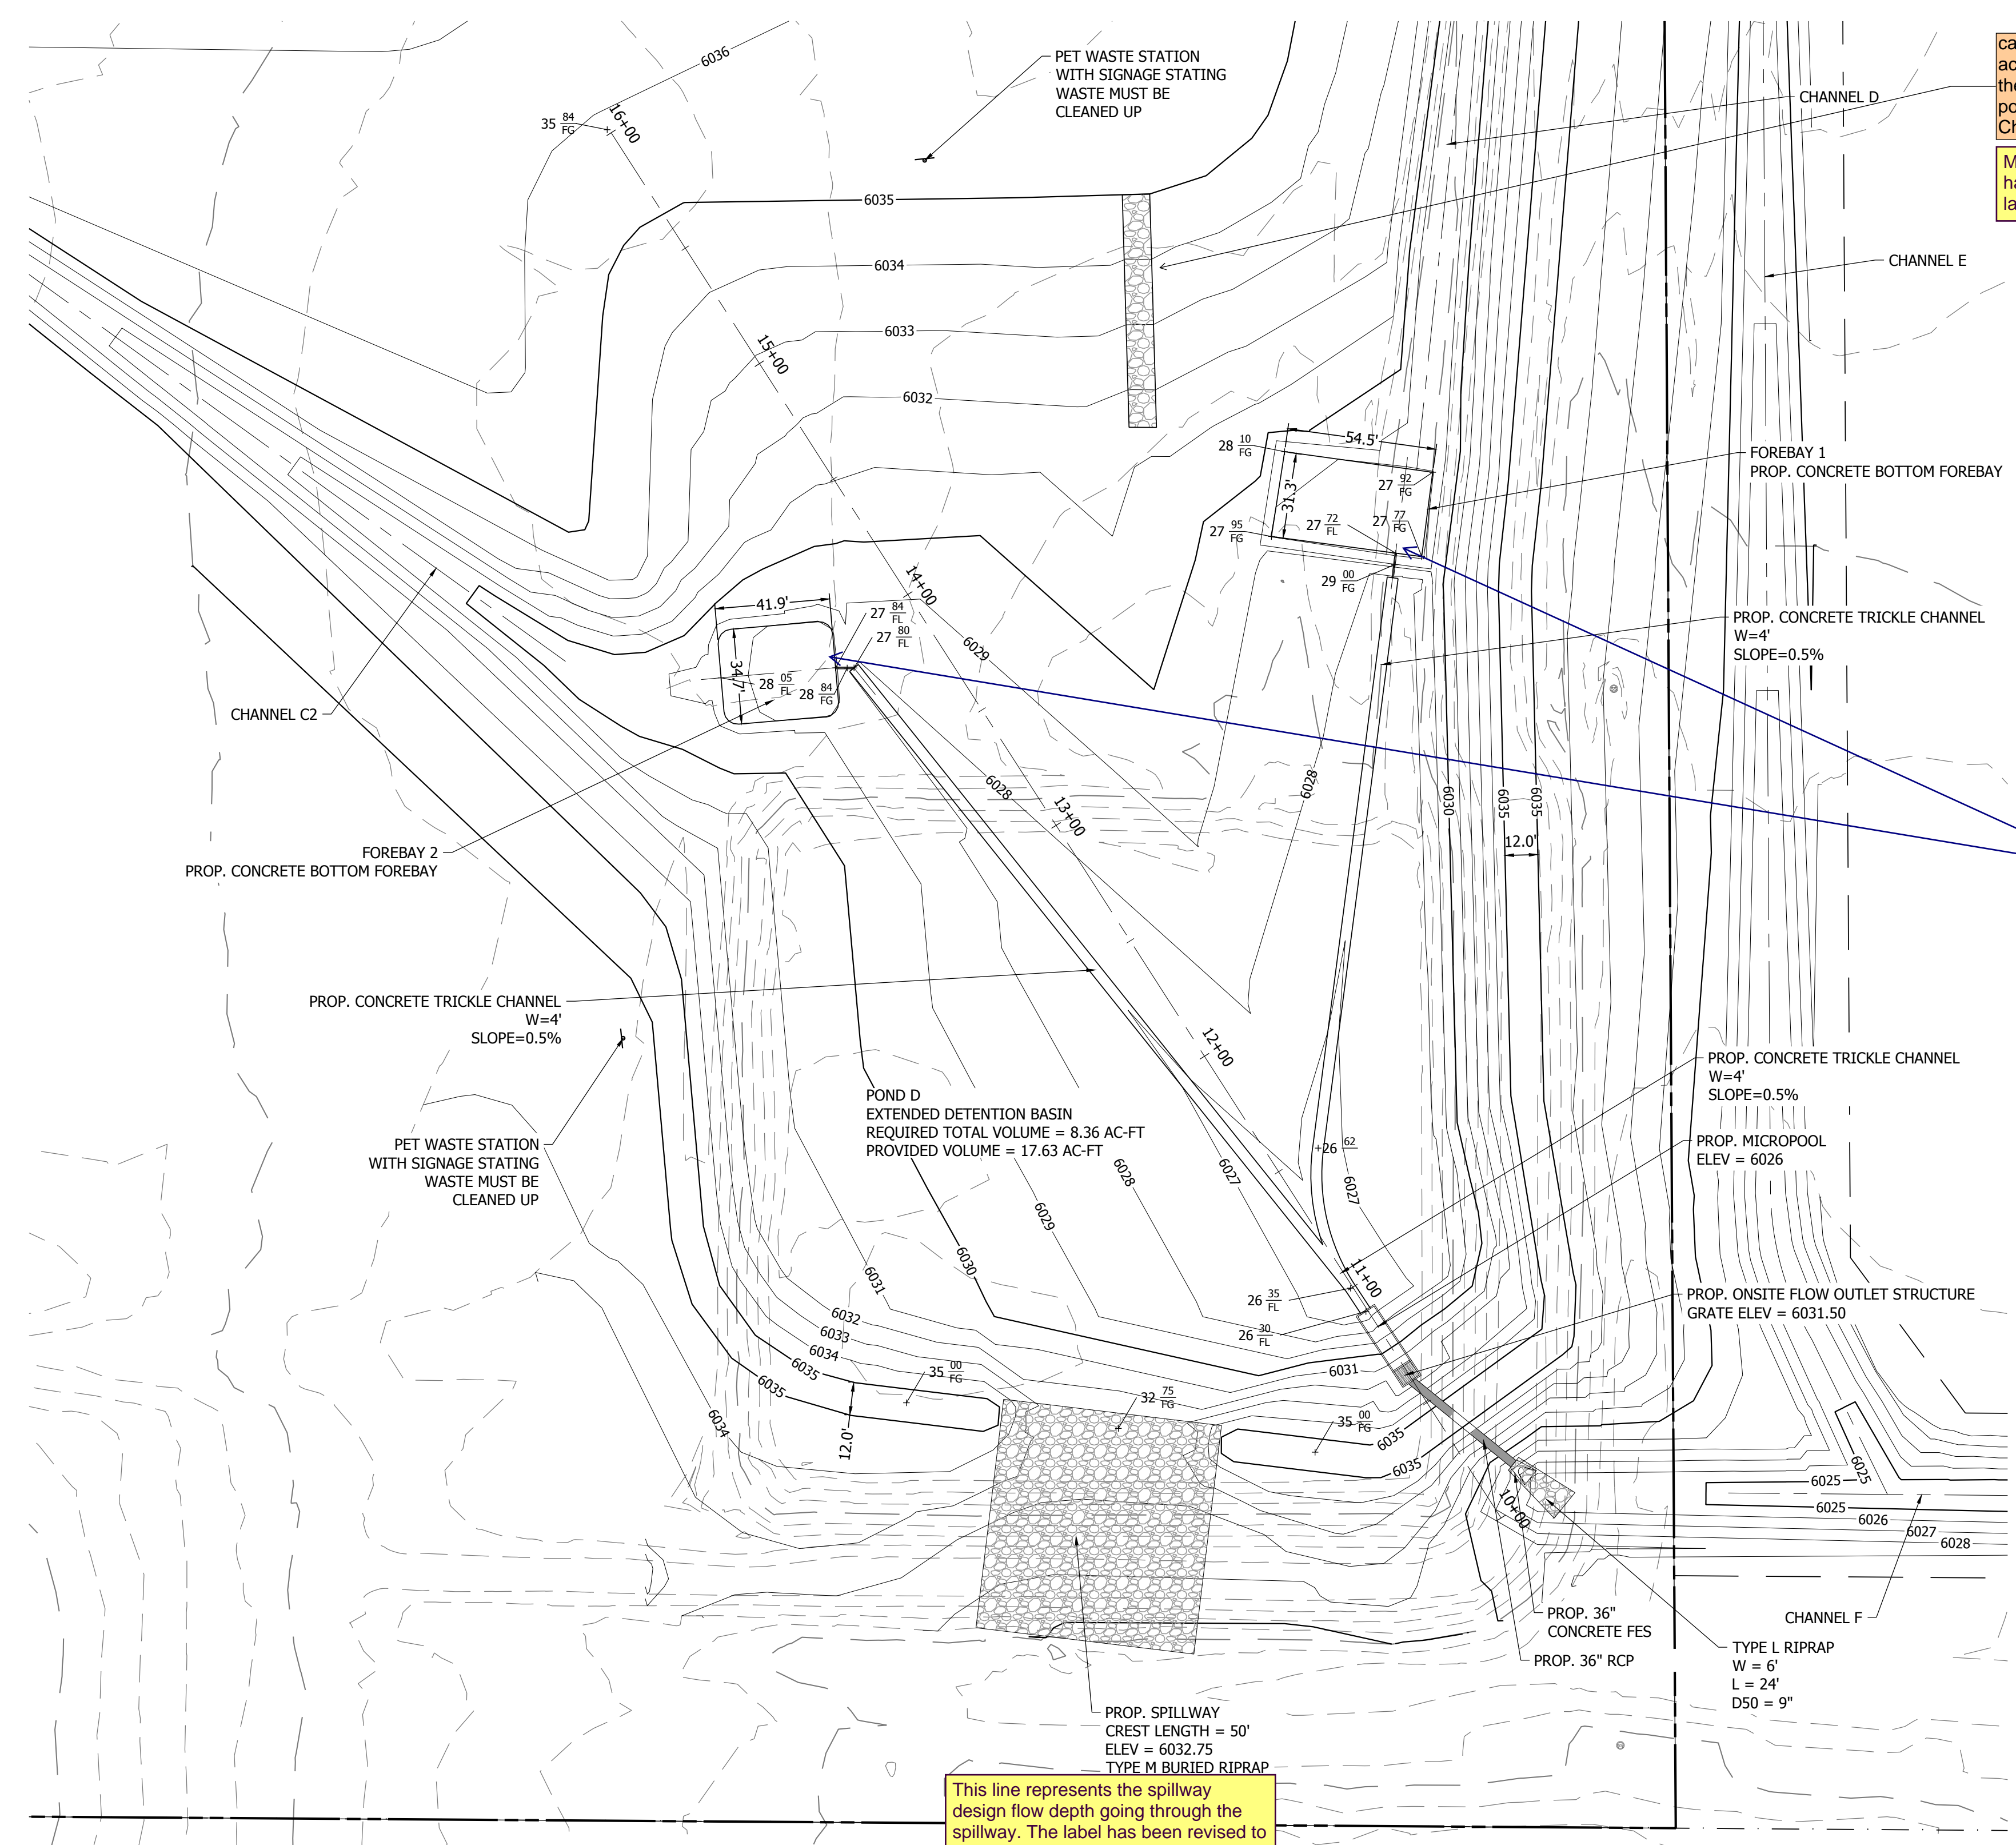 6036
PET WASTE STATION
WITH SIGNAGE STATING
WASTE MUST BE
CLEANED UP
16+00
35 84
FG
CHANNEL D
6035
6034
6033
6032
15+00
CHANNEL E
54.5'
28 10
FG
31.3'
27 92
FG
27 95
FG
27 72
FL
27 77
FG
29 00
FG
FOREBAY 1
PROP. CONCRETE BOTTOM FOREBAY
PROP. CONCRETE TRICKLE CHANNEL
W=4'
SLOPE=0.5%
14+00
41.9'
34.7'
27 84
FL
27 80
FL
28 05
FL
28 84
FG
6029
CHANNEL C2
6028
13+00
6028
6030
6035
6035
12.0'
FOREBAY 2
PROP. CONCRETE BOTTOM FOREBAY
PROP. CONCRETE TRICKLE CHANNEL
W=4'
SLOPE=0.5%
12+00
PROP. CONCRETE TRICKLE CHANNEL
W=4'
SLOPE=0.5%
POND D
EXTENDED DETENTION BASIN
REQUIRED TOTAL VOLUME = 8.36 AC-FT
PROVIDED VOLUME = 17.63 AC-FT
PET WASTE STATION
WITH SIGNAGE STATING
WASTE MUST BE
CLEANED UP
+26 62
PROP. MICROPOOL
ELEV = 6026
6028
6027
6027
6029
6030
6031
11+00
26 35
FL
26 30
FL
PROP. ONSITE FLOW OUTLET STRUCTURE
GRATE ELEV = 6031.50
6032
6033
6034
6035
6035
6034
6031
35 00
FG
32 75
FG
35 00
FG
12.0'
6035
6035
10+00
6025
6025
6025
6026
6027
6028
CHANNEL F
PROP. 36"
CONCRETE FES
PROP. 36" RCP
TYPE L RIPRAP
W = 6'
L = 24'
D50 = 9"
PROP. SPILLWAY
CREST LENGTH = 50'
ELEV = 6032.75
TYPE M BURIED RIPRAP
This line represents the spillway
design flow depth going through the
spillway. The label has been revised to